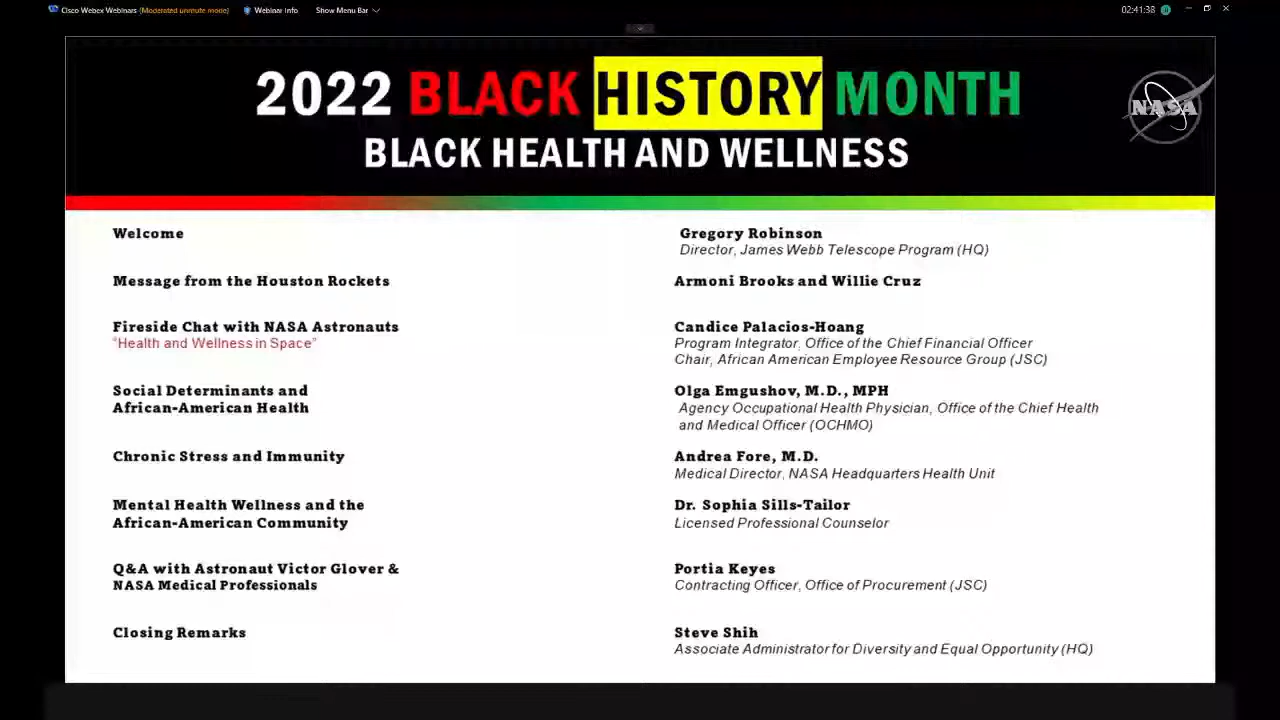 Cisco Webex Webinars (Moderated unmute mode) Webinar Info Show Menu Bar 02:41:38
2022 BLACK HISTORY MONTH
NASA
BLACK HEALTH AND WELLNESS
Welcome
Gregory Robinson
Director, James Webb Telescope Program (HQ)
Message from the Houston Rockets
Armoni Brooks and Willie Cruz
Fireside Chat with NASA Astronauts
"Health and Wellness in Space"
Candice Palacios-Hoang
Program Integrator, Office of the Chief Financial Officer
Chair, African American Employee Resource Group (JSC)
Social Determinants and
African-American Health
Olga Emgushov, M.D., MPH
Agency Occupational Health Physician, Office of the Chief Health
and Medical Officer (OCHMO)
Chronic Stress and Immunity
Andrea Fore, M.D.
Medical Director, NASA Headquarters Health Unit
Mental Health Wellness and the
African-American Community
Dr. Sophia Sills-Tailor
Licensed Professional Counselor
Q&A with Astronaut Victor Glover &
NASA Medical Professionals
Portia Keyes
Contracting Officer, Office of Procurement (JSC)
Closing Remarks
Steve Shih
Associate Administrator for Diversity and Equal Opportunity (HQ)